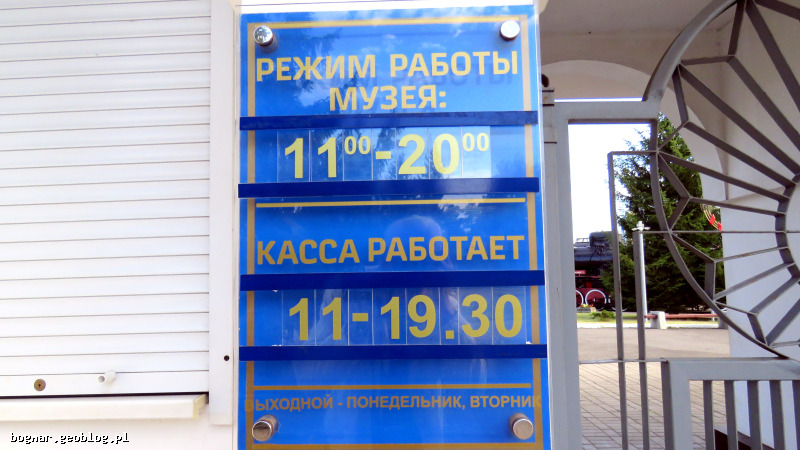 РЕЖИМ РАБОТЫ
МУЗЕЯ:
11⁰⁰-20⁰⁰
КАССА РАБОТАЕТ
11-19.30
ВЫХОДНОЙ - ПОНЕДЕЛЬНИК, ВТОРНИК
bognar.geoblog.pl